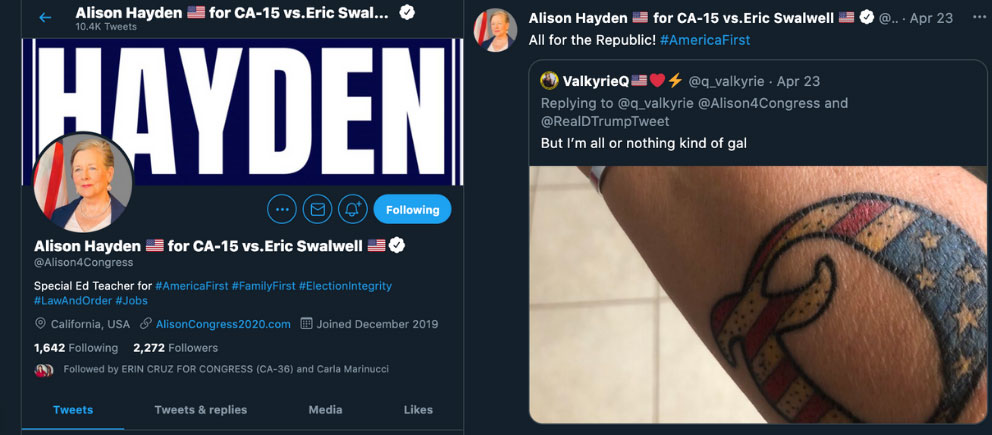 Alison Hayden 🇺🇸 for CA-15 vs.Eric Swal...
10.4K Tweets
HAYDEN
Following
Alison Hayden 🇺🇸 for CA-15 vs.Eric Swalwell 🇺🇸
@Alison4Congress
Special Ed Teacher for #AmericaFirst #FamilyFirst #ElectionIntegrity
#LawAndOrder #Jobs
California, USA AlisonCongress2020.com Joined December 2019
1,642 Following 2,272 Followers
Followed by ERIN CRUZ FOR CONGRESS (CA-36) and Carla Marinucci
Tweets Tweets & replies Media Likes
Alison Hayden 🇺🇸 for CA-15 vs.Eric Swalwell 🇺🇸 @.. · Apr 23 ...
All for the Republic! #AmericaFirst
ValkyrieQ🇺🇸❤️⚡ @q_valkyrie · Apr 23
Replying to @q_valkyrie @Alison4Congress and
@RealDTrumpTweet
But I'm all or nothing kind of gal